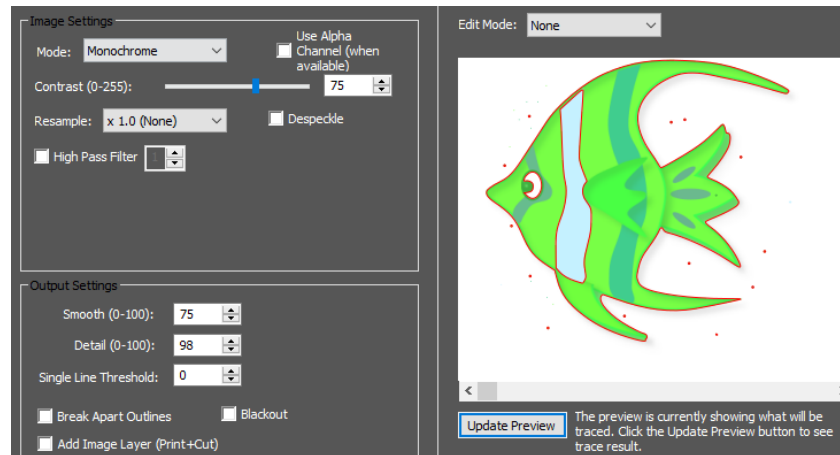 Image Settings
Mode: Monochrome
Use Alpha
Channel (when
available)
Contrast (0-255): 75
Resample: x 1.0 (None)
Despeckle
High Pass Filter 1
Output Settings
Smooth (0-100): 75
Detail (0-100): 98
Single Line Threshold: 0
Break Apart Outlines
Blackout
Add Image Layer (Print+Cut)
Edit Mode: None
Update Preview
The preview is currently showing what will be
traced. Click the Update Preview button to see
trace result.